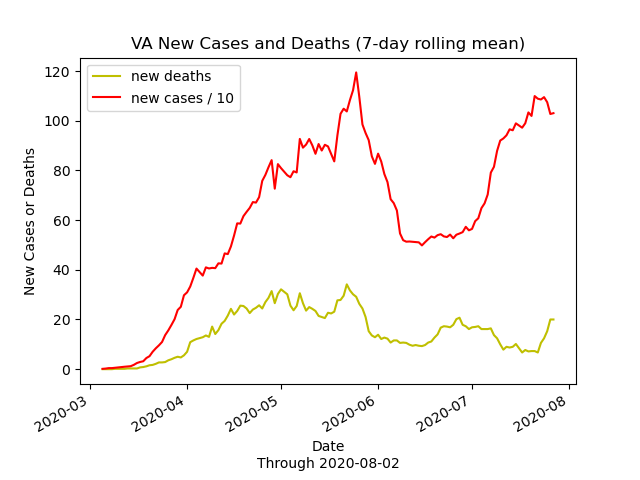 VA New Cases and Deaths (7-day rolling mean)
new deaths
new cases / 10
120
100
80
60
40
20
0
New Cases or Deaths
2020-03
2020-04
2020-05
2020-06
2020-07
2020-08
Date
Through 2020-08-02